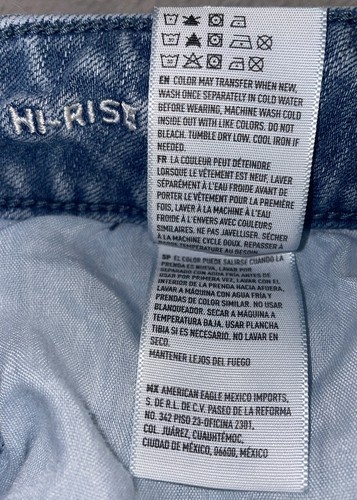 HI-RISE
EN COLOR MAY TRANSFER WHEN NEW,
WASH ONCE SEPARATELY IN COLD WATER
BEFORE WEARING, MACHINE WASH COLD
INSIDE OUT WITH LIKE COLORS. DO NOT
BLEACH. TUMBLE DRY LOW. COOL IRON IF
NEEDED.
FR LA COULEUR PEUT DÉTEINDRE
LORSQUE LE VÊTEMENT EST NEUF, LAVER
SÉPARÉMENT À L'EAU FROIDE AVANT DE
PORTER LE VÊTEMENT POUR LA PREMIÈRE
FOIS, LAVER À LA MACHINE À L'EAU
FROIDE À L'ENVERS AVEC COULEURS
SIMILAIRES. NE PAS JAVELLISER. SÉCHER
À LA MACHINE CYCLE DOUX. REPASSER À
TEMPÉRATURE AU BESOIN
SP EL COLOR PUEDE SALIRSE CUANDO LA
PRENDA ES NUEVA, LAVAR POR
SEPARADO CON AGUA FRÍA ANTES DE
USAR POR PRIMERA VEZ, LAVAR CON EL
INTERIOR DE LA PRENDA HACIA AFUERA,
LAVAR A MÁQUINA CON AGUA FRÍA Y
PRENDAS DE COLOR SIMILAR. NO USAR
BLANQUEADOR. SECAR A MÁQUINA A
TEMPERATURA BAJA. USAR PLANCHA
TIBIA SI ES NECESARIO. NO LAVAR EN
SECO.
MANTENER LEJOS DEL FUEGO
MX AMERICAN EAGLE MEXICO IMPORTS,
S. DE R.L. DE C.V. PASEO DE LA REFORMA
NO. 342 PISO 23-OFICINA 2301,
COL. JUÁREZ, CUAUHTÉMOC,
CIUDAD DE MÉXICO, 06600, MÉXICO